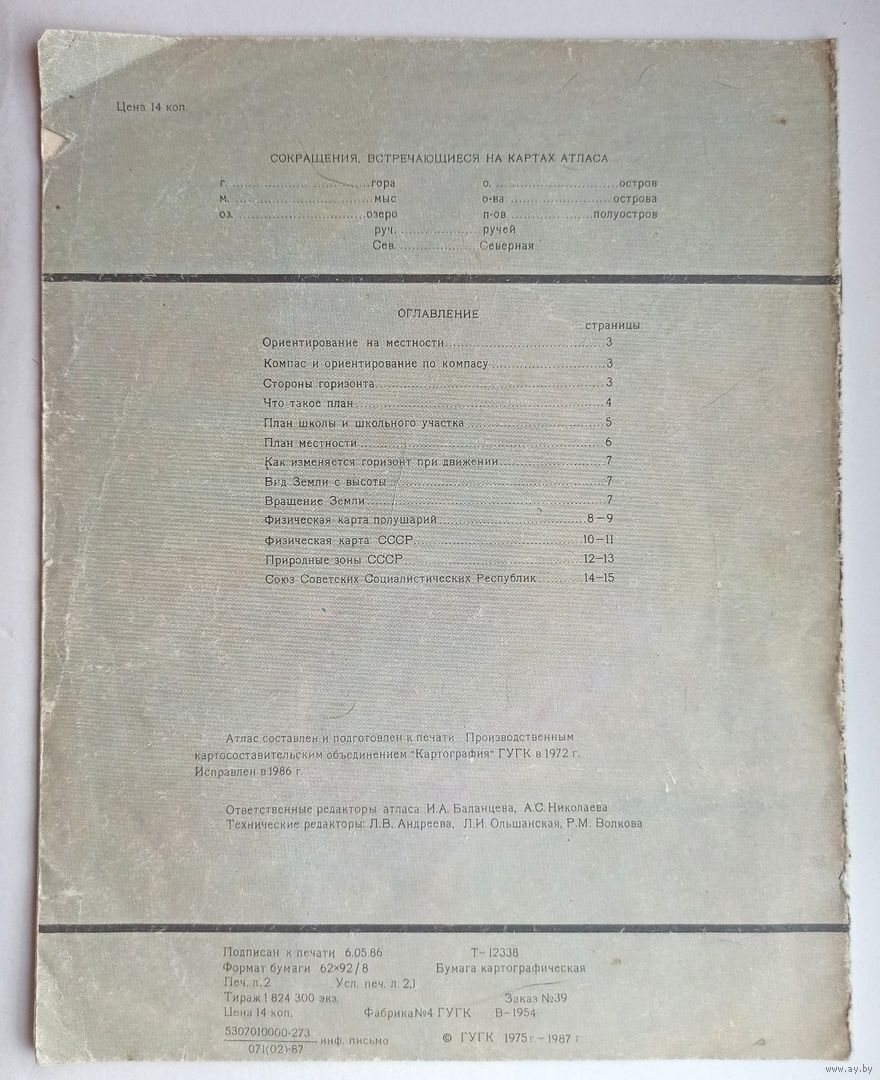 Цена 14 коп.
СОКРАЩЕНИЯ, ВСТРЕЧАЮЩИЕСЯ НА КАРТАХ АТЛАСА
г. .......................... гора
о. .......................... остров
м. .......................... мыс
о-ва .......................... острова
оз. .......................... озеро
п-ов .................... полуостров
руч. .................. ручей
Сев. .................. Северная
ОГЛАВЛЕНИЕ
страницы
Ориентирование на местности .......................... 3
Компас и ориентирование по компасу .................... 3
Стороны горизонта .......................... 3
Что такое план .......................... 4
План школы и школьного участка .................... 5
План местности .......................... 6
Как изменяется горизонт при движении .................... 7
Вид Земли с высоты .......................... 7
Вращение Земли .......................... 7
Физическая карта полушарий .......................... 8–9
Физическая карта СССР .......................... 10–11
Природные зоны СССР .......................... 12–13
Союз Советских Социалистических Республик .......... 14–15
Атлас составлен и подготовлен к печати Производственным
картосоставительским объединением "Картография" ГУГК в 1972 г.
Исправлен в 1986 г.
Ответственные редакторы атласа: И.А. Баланцева, А.С. Николаева
Технические редакторы: Л.В. Андреева, Л.И. Ольшанская, Р.М. Волкова
Подписан к печати 6.05 86 Т-12338
Формат бумаги 62×92/8 Бумага картографическая
Печ. л. 2 Усл. печ. л. 2,1
Тираж 1 824 300 экз. Заказ №39
Цена 14 коп. Фабрика №4 ГУГК В-1954
5307010000-273
071(02)-87 инф. письмо © ГУГК 1975 г.-1987 г
www.ay.by